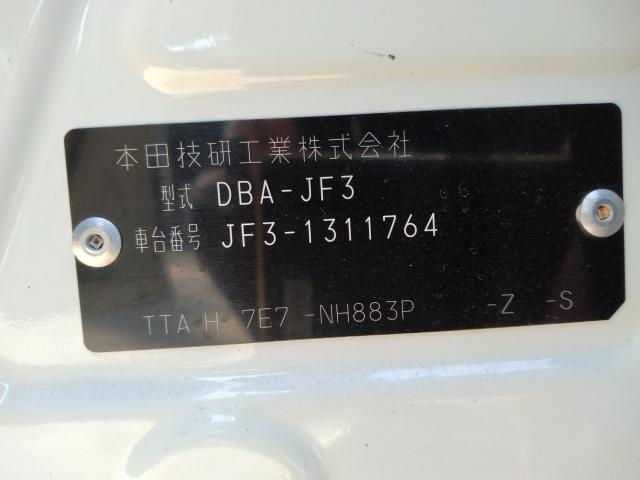 本田技研工業株式会社
型式 DBA-JF3
車台番号 JF3-1311764
TTA H 7E7 -NH883P -Z -S